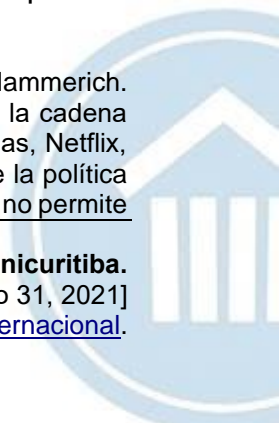 lammerich.
la cadena
as, Netflix,
la política
no permite
nicuritiba.
31, 2021]
ernacional.